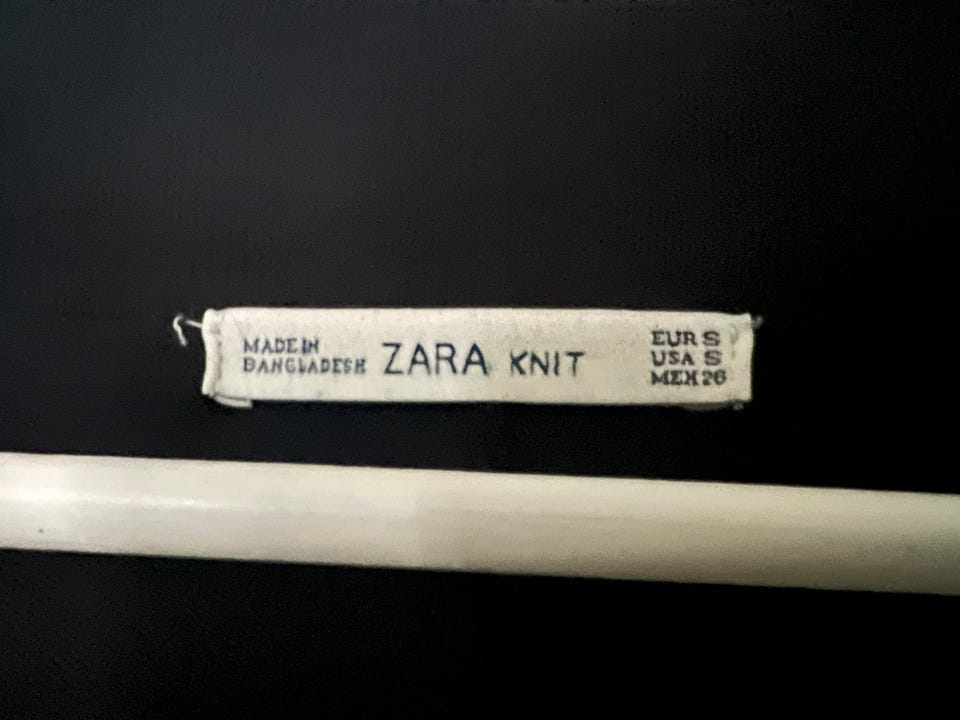 MADE IN
BANGLADESH
ZARA KNIT
EUR S
USA S
MEX 26